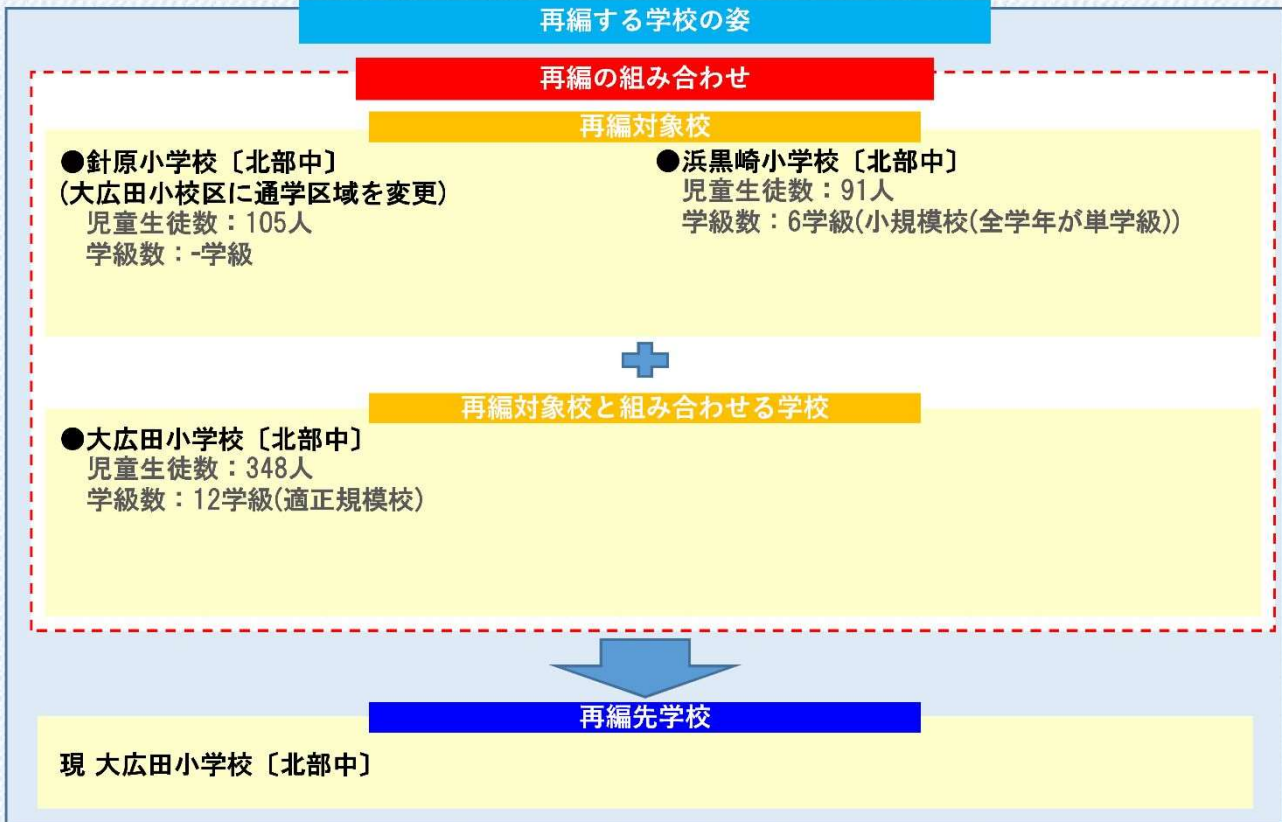 再編する学校の姿
再編の組み合わせ
再編対象校
●針原小学校〔北部中〕
(大広田小校区に通学区域を変更)
児童生徒数：105人
学級数：-学級
●浜黒崎小学校〔北部中〕
児童生徒数：91人
学級数：6学級(小規模校(全学年が単学級))
再編対象校と組み合わせる学校
●大広田小学校〔北部中〕
児童生徒数：348人
学級数：12学級(適正規模校)
再編先学校
現 大広田小学校〔北部中〕